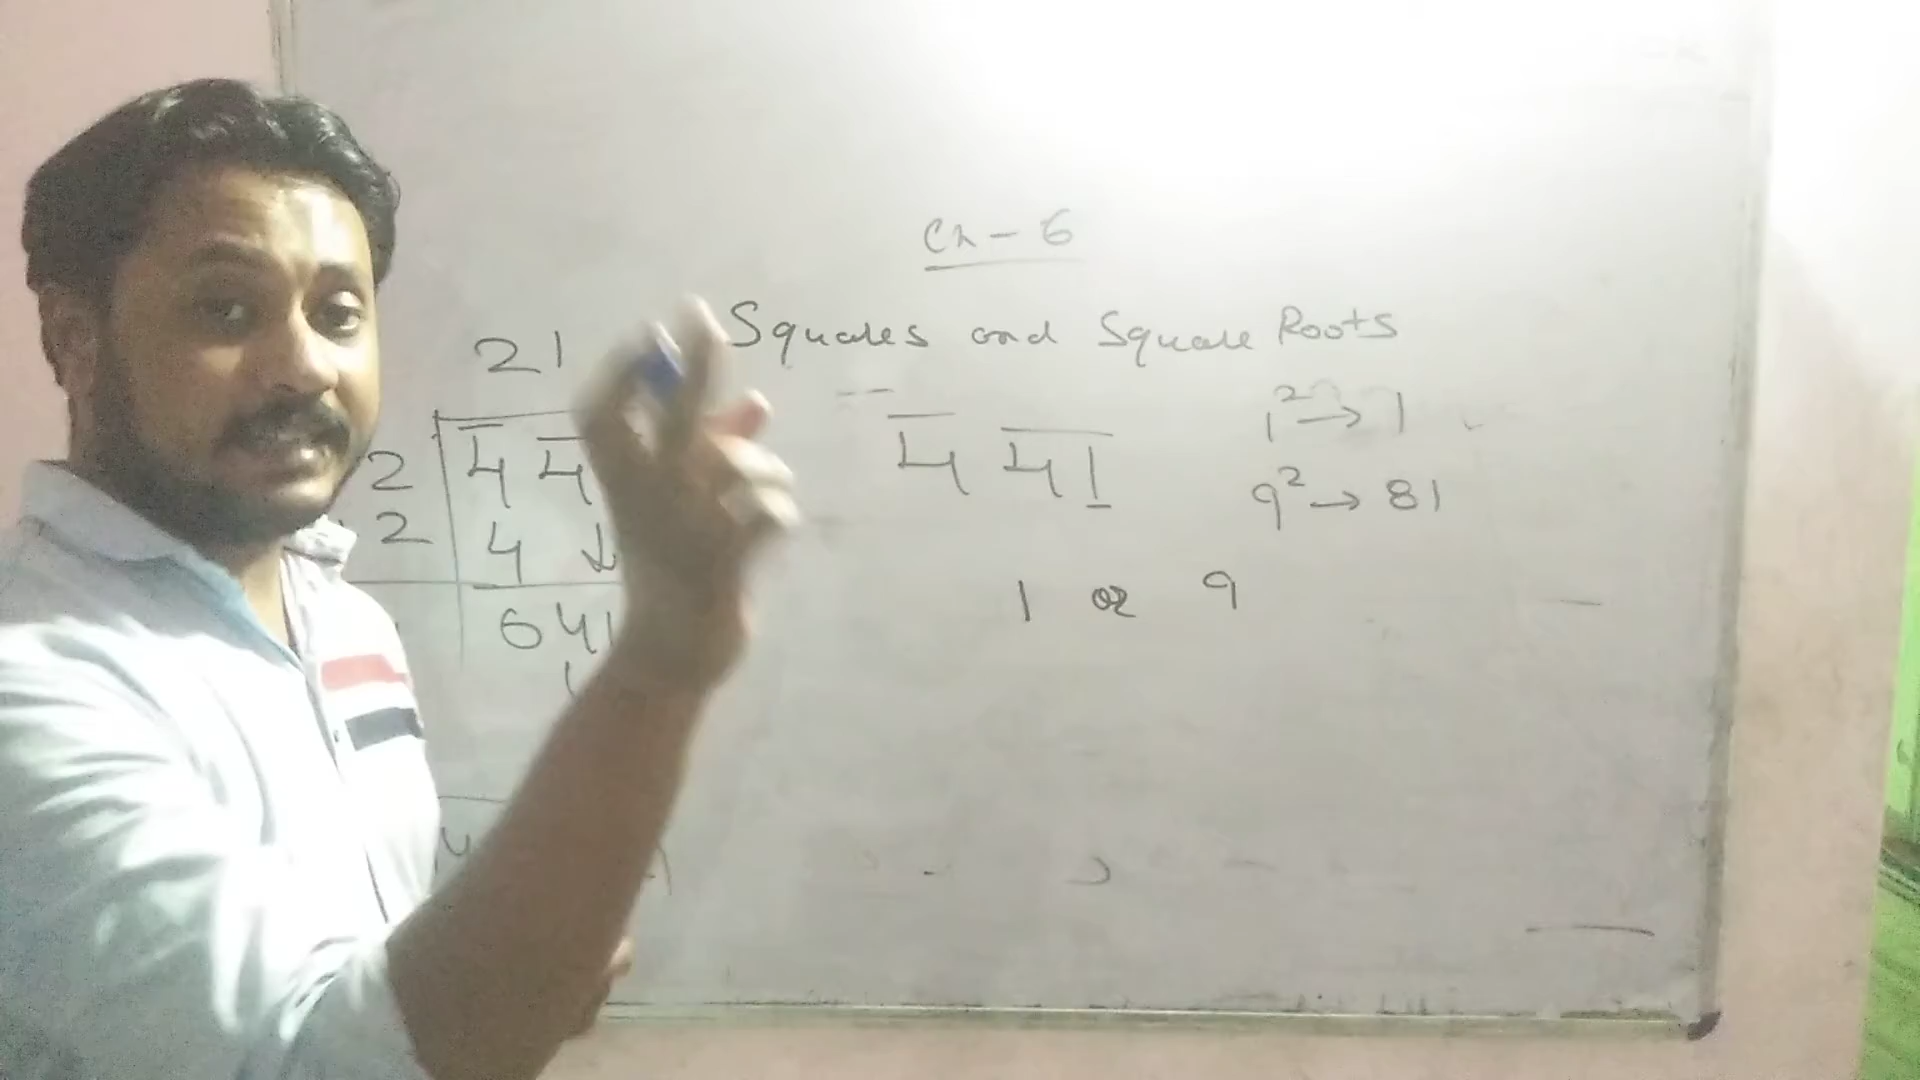 Ch - 6
Squares and Square Roots
21
2 4 4
2 4 ↓
641
4 41
1² → 1
9² → 81
1 or 9